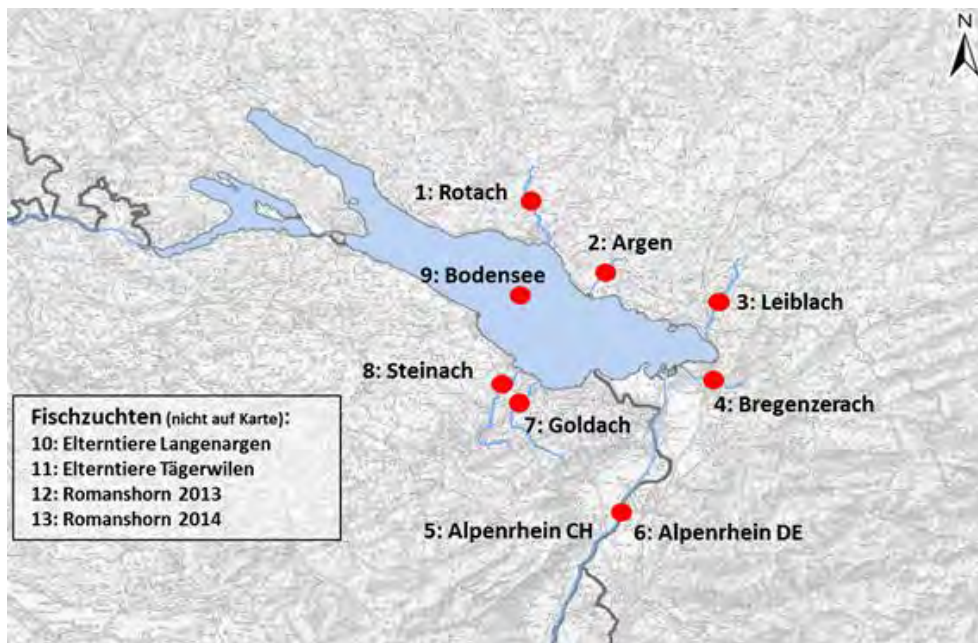 N
1: Rotach
2: Argen
9: Bodensee
3: Leiblach
8: Steinach
4: Bregenzerach
7: Goldach
Fischzuchten (nicht auf Karte):
10: Elterntiere Langenargen
11: Elterntiere Tägerwilen
12: Romanshorn 2013
13: Romanshorn 2014
5: Alpenrhein CH
6: Alpenrhein DE